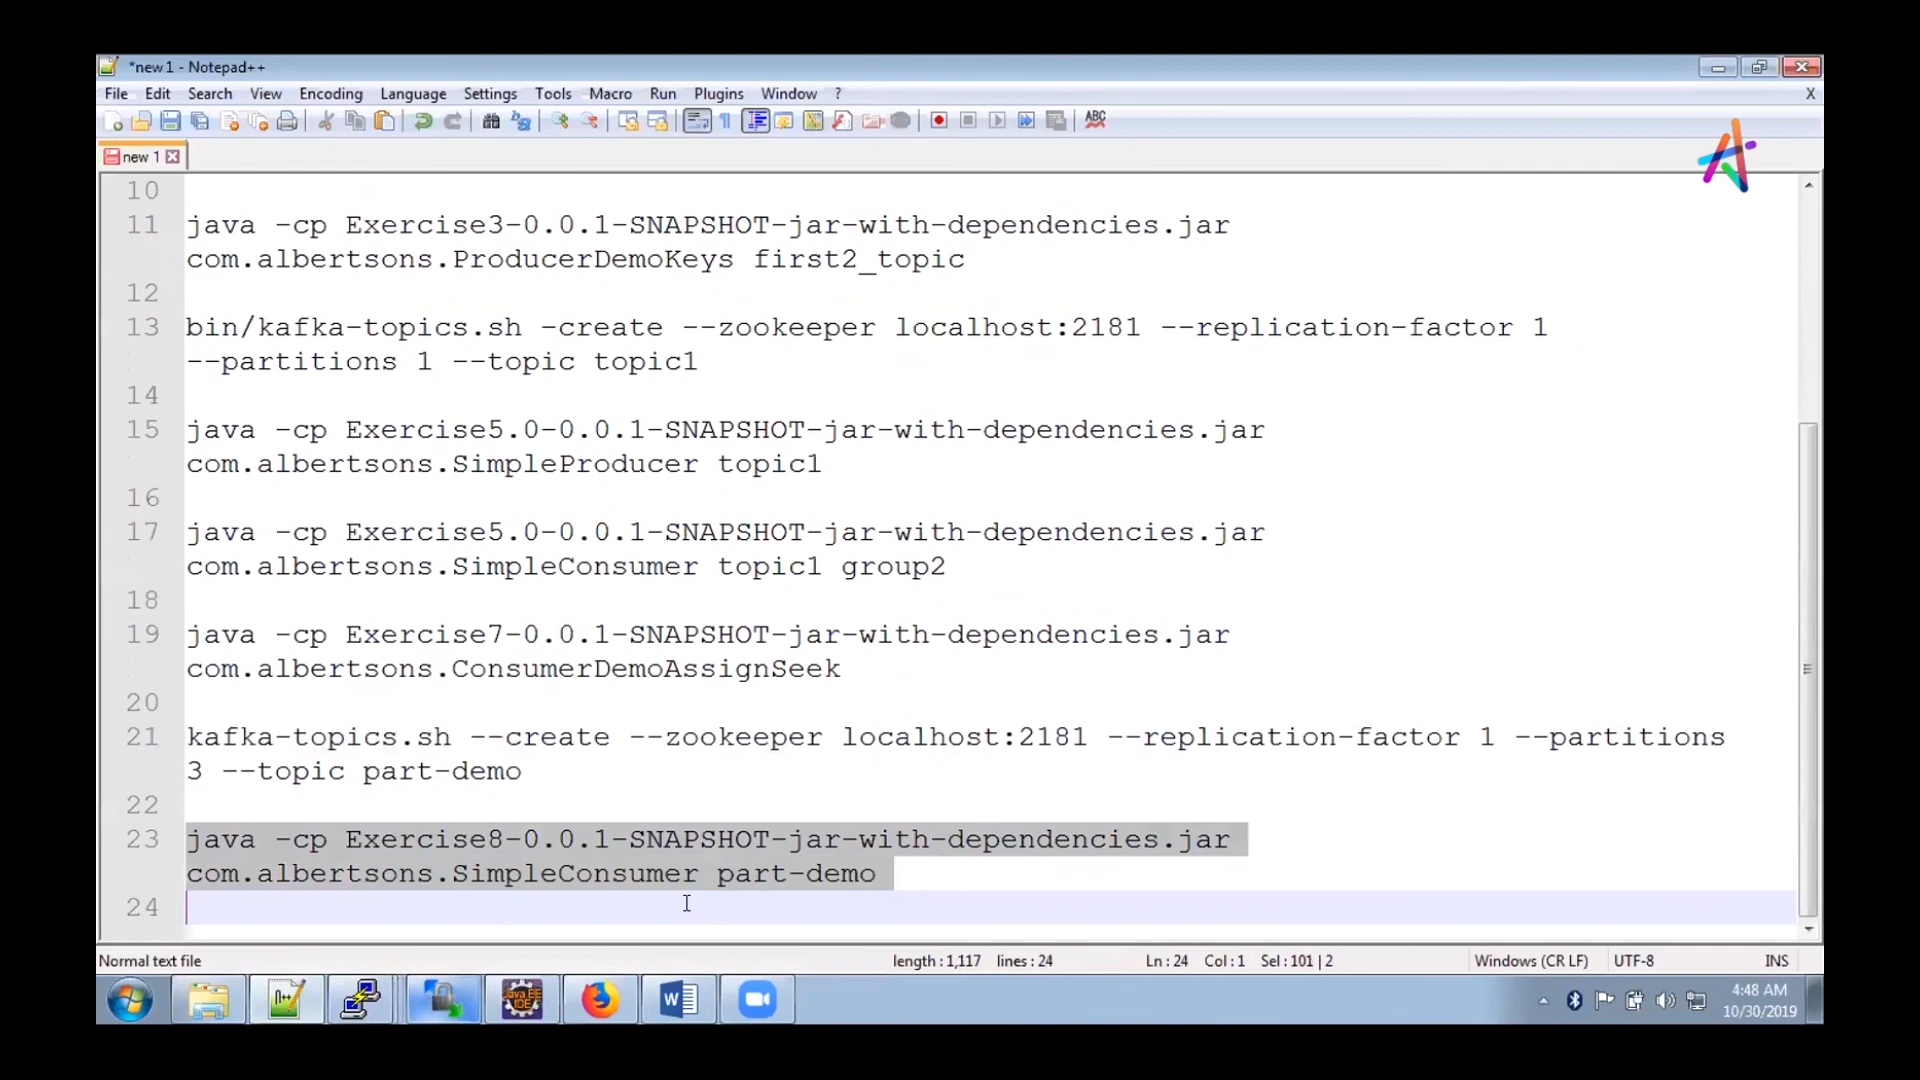 *new 1 - Notepad++
File Edit Search View Encoding Language Settings Tools Macro Run Plugins Window ? X
ABC
new 1
10
11 java -cp Exercise3-0.0.1-SNAPSHOT-jar-with-dependencies.jar
com.albertsons.ProducerDemoKeys first2_topic
12
13 bin/kafka-topics.sh -create --zookeeper localhost:2181 --replication-factor 1
--partitions 1 --topic topic1
14
15 java -cp Exercise5.0-0.0.1-SNAPSHOT-jar-with-dependencies.jar
com.albertsons.SimpleProducer topic1
16
17 java -cp Exercise5.0-0.0.1-SNAPSHOT-jar-with-dependencies.jar
com.albertsons.SimpleConsumer topic1 group2
18
19 java -cp Exercise7-0.0.1-SNAPSHOT-jar-with-dependencies.jar
com.albertsons.ConsumerDemoAssignSeek
20
21 kafka-topics.sh --create --zookeeper localhost:2181 --replication-factor 1 --partitions
3 --topic part-demo
22
23 java -cp Exercise8-0.0.1-SNAPSHOT-jar-with-dependencies.jar
com.albertsons.SimpleConsumer part-demo
24
Normal text file length : 1,117 lines : 24 Ln : 24 Col : 1 Sel : 101 | 2 Windows (CR LF) UTF-8 INS
n++ Java EE IDE W
4:48 AM
10/30/2019